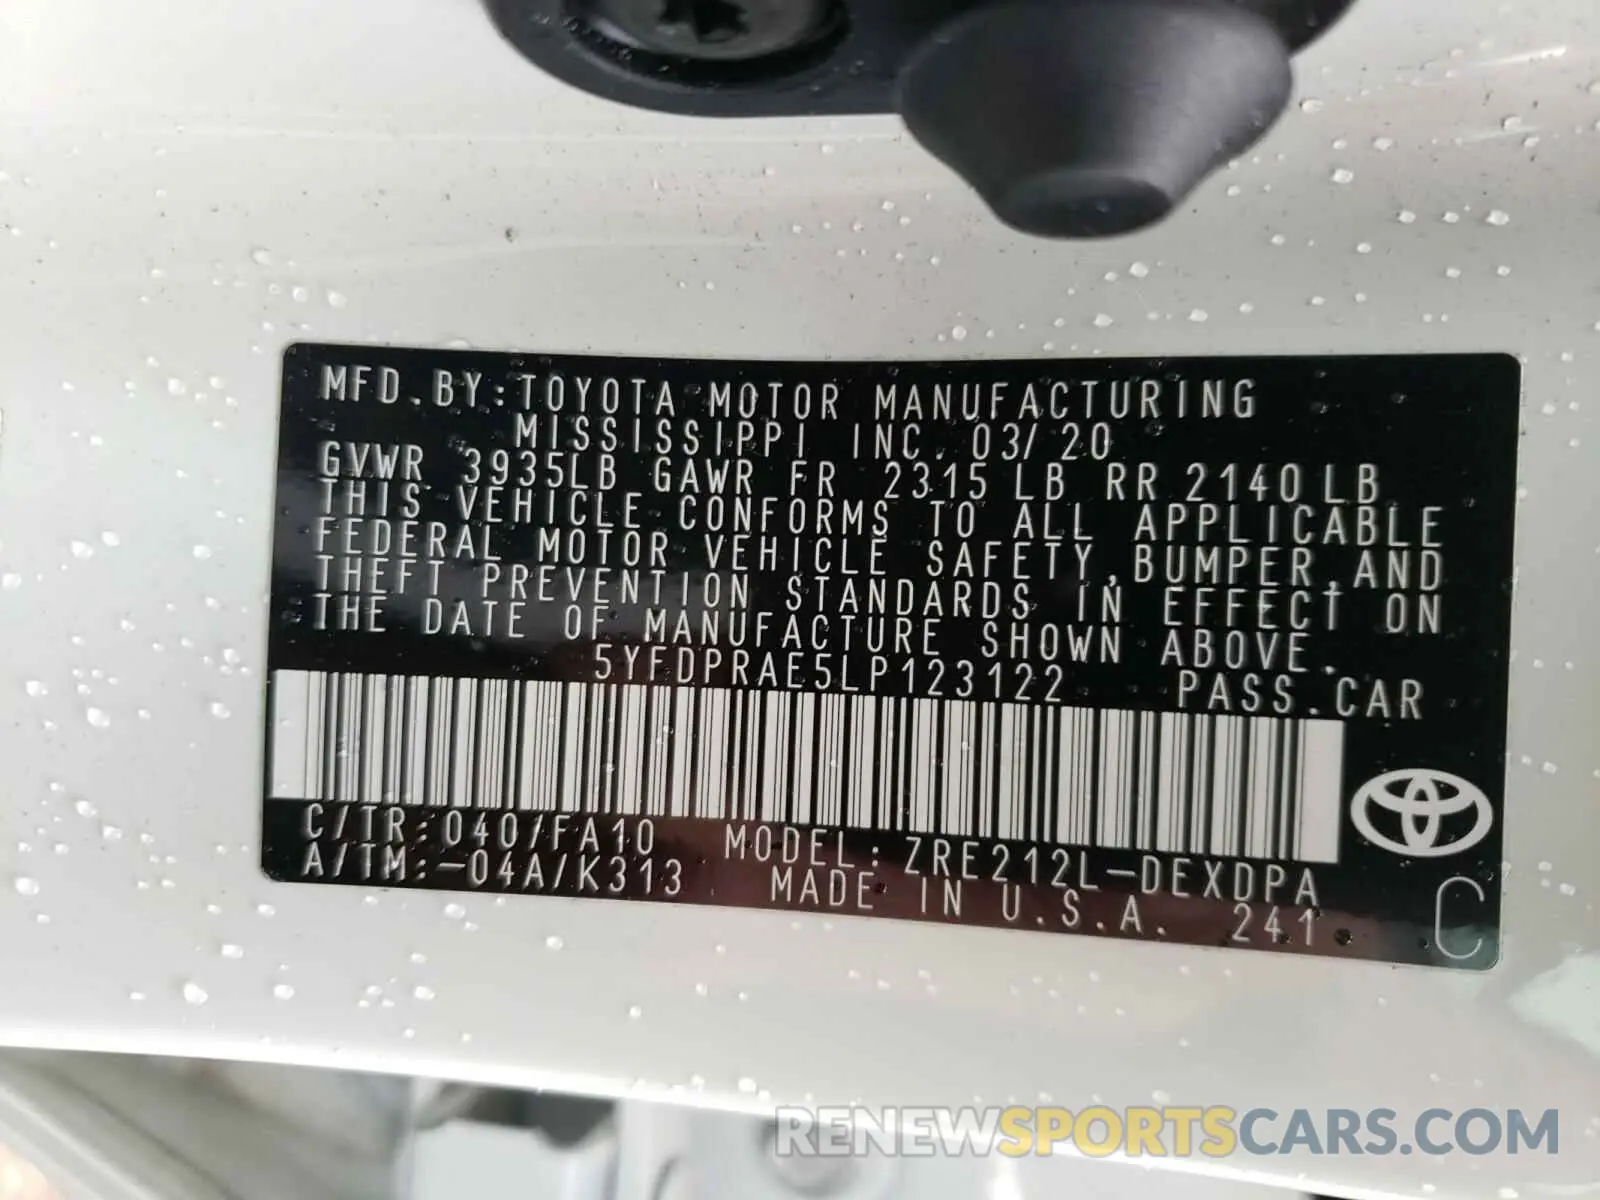 MFD.BY:TOYOTA MOTOR MANUFACTURING
MISSISSIPPI INC. 03/20
GVWR 3935LB GAWR FR 2315LB RR 2140LB
THIS VEHICLE CONFORMS TO ALL APPLICABLE
FEDERAL MOTOR VEHICLE SAFETY,BUMPER,AND
THEFT PREVENTION STANDARDS IN EFFECT ON
THE DATE OF MANUFACTURE SHOWN ABOVE.
5YFDPRAE5LP123122 PASS.CAR
C/TR:040/FA10 MODEL:ZRE212L-DEXDPA
A/TM:-04A/K313 MADE IN U.S.A. 241
C
RENEWSPORTSCARS.COM